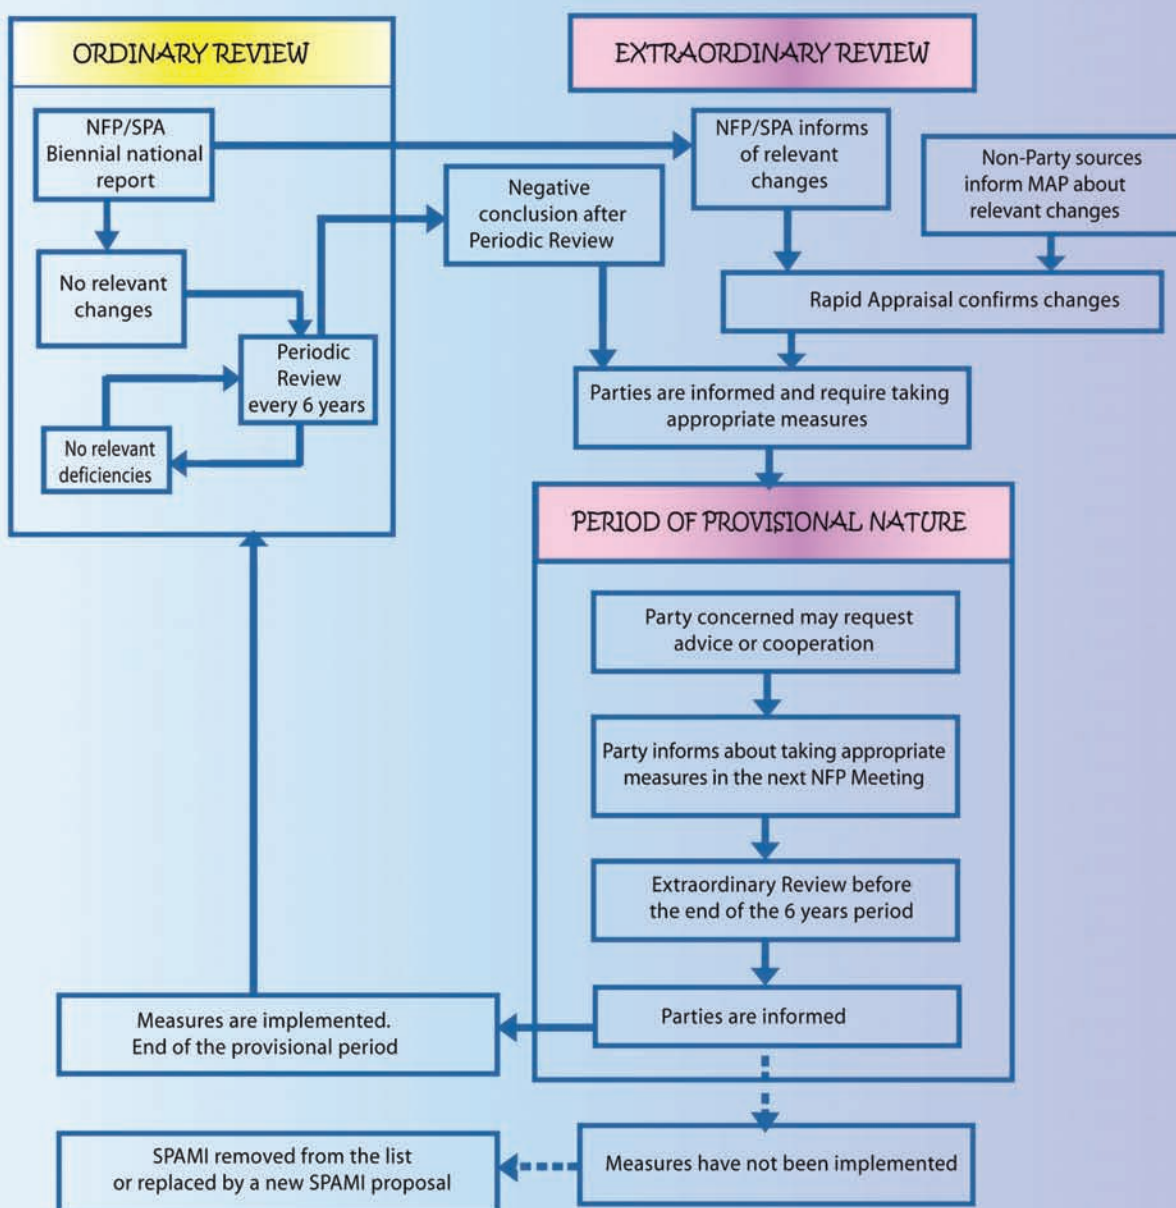 ORDINARY REVIEW
EXTRAORDINARY REVIEW
NFP/SPA
Biennial national
report
NFP/SPA informs
of relevant
changes
Non-Party sources
inform MAP about
relevant changes
Negative
conclusion after
Periodic Review
No relevant
changes
Rapid Appraisal confirms changes
Periodic
Review
every 6 years
Parties are informed and require taking
appropriate measures
No relevant
deficiencies
PERIOD OF PROVISIONAL NATURE
Party concerned may request
advice or cooperation
Party informs about taking appropriate
measures in the next NFP Meeting
Extraordinary Review before
the end of the 6 years period
Parties are informed
Measures are implemented.
End of the provisional period
Measures have not been implemented
SPAMI removed from the list
or replaced by a new SPAMI proposal